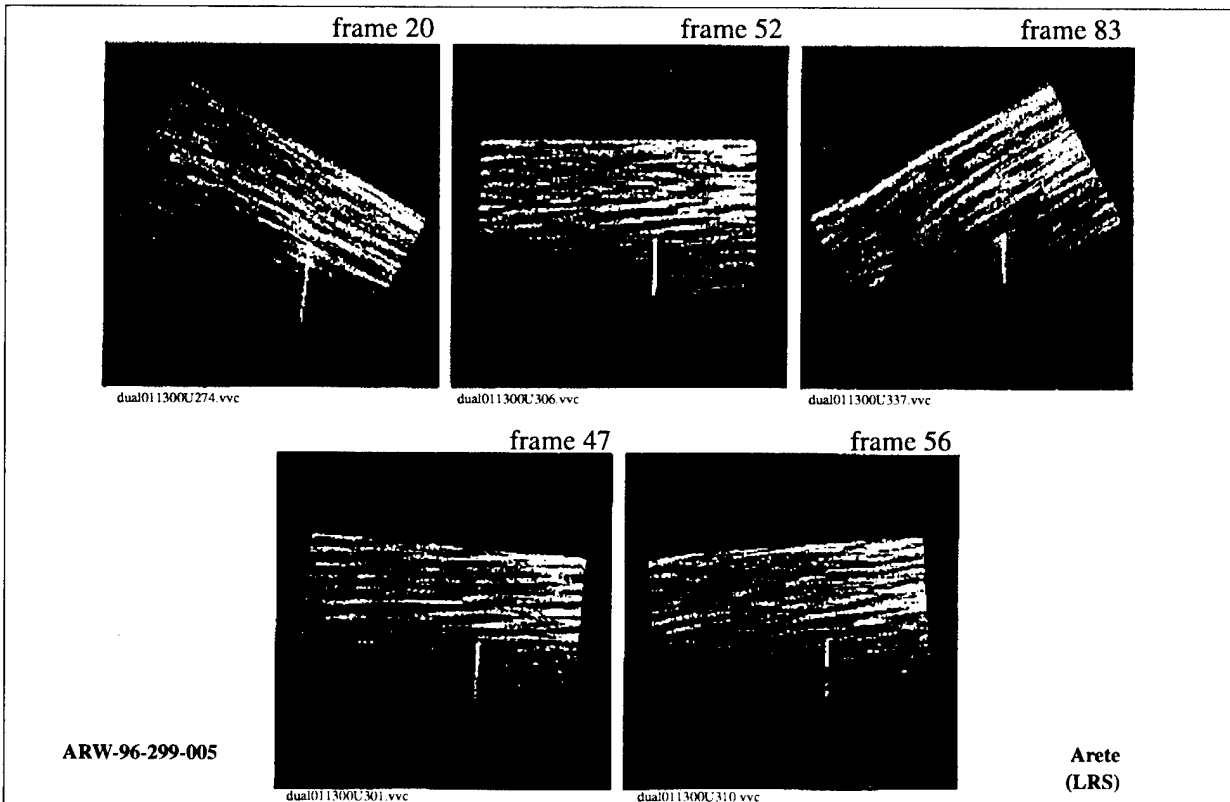 frame 20
frame 52
frame 83
dual011300U274.vvc
dual011300U306.vvc
dual011300U337.vvc
frame 47
frame 56
ARW-96-299-005
Arete
(LRS)
dual011300U301.vvc
dual011300U310.vvc